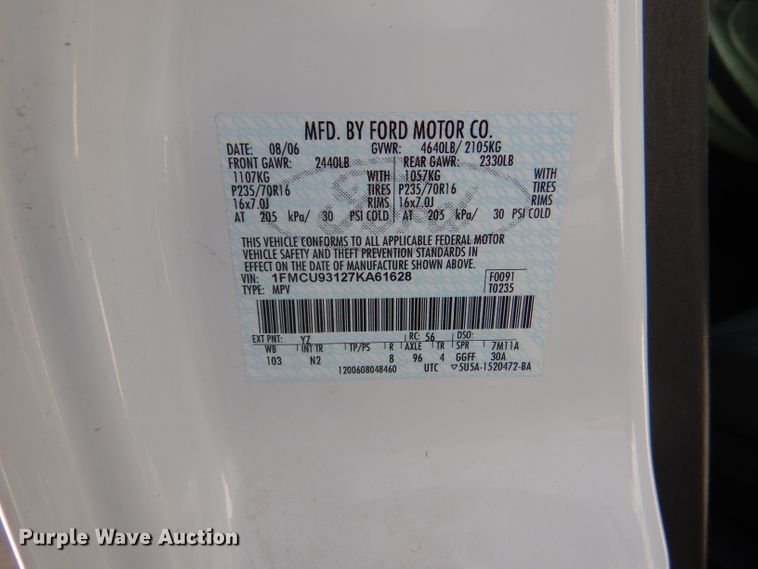 MFD. BY FORD MOTOR CO.
DATE: 08/06 GVWR: 4640LB/ 2105KG
FRONT GAWR: 2440LB REAR GAWR: 2330LB
1107KG WITH 1057KG WITH
P235/70R16 TIRES P235/70R16 TIRES
16x7.0J RIMS 16x7.0J RIMS
AT 205 kPa/ 30 PSI COLD AT 205 kPa/ 30 PSI COLD
THIS VEHICLE CONFORMS TO ALL APPLICABLE FEDERAL MOTOR
VEHICLE SAFETY AND THEFT PREVENTION STANDARDS IN
EFFECT ON THE DATE OF MANUFACTURE SHOWN ABOVE.
VIN: 1FMCU93127KA61628 F0091
TYPE: MPV T0235
EXT PNT: YZ RC: 56 DSO:
WB INT TR TP/PS R AXLE TR SPR 7M11A
103 N2 8 96 4 GGFF 30A
1200608048460 UTC ▽5U5A-1520472-BA
Purple Wave Auction